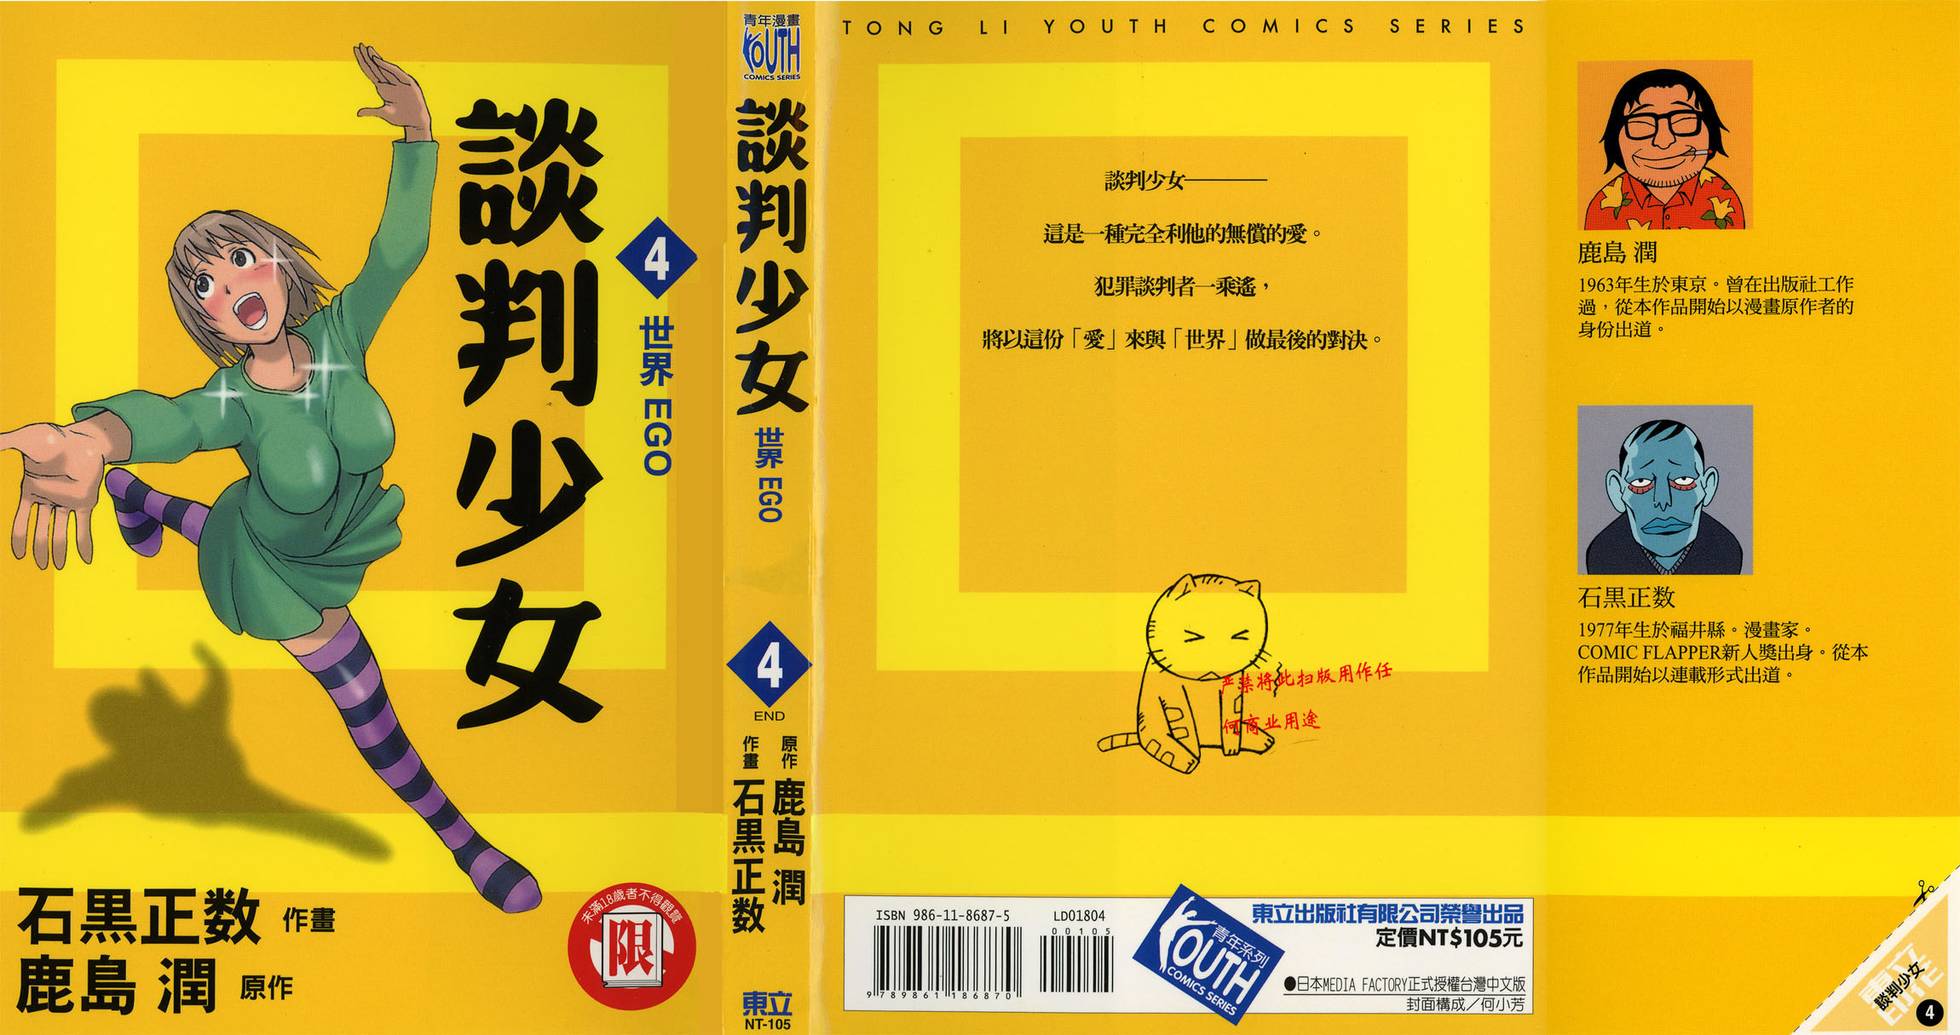 談判少女
4
世界 EGO
石黒正数 作畫
鹿島 潤 原作
未滿18歲者不得觀覽
限
青年漫畫
YOUTH
COMICS SERIES
談判少女
世界 EGO
4
END
原作 鹿島 潤
作畫 石黒正数
東立
NT-105
TONG LI YOUTH COMICS SERIES
談判少女————
這是一種完全利他的無償的愛。
犯罪談判者一乘遙，
將以這份「愛」來與「世界」做最後的對決。
严禁将此扫版用作任
何商业用途
ISBN 986-11-8687-5
LD01804
00105
9789861186870
青年系列
YOUTH
COMICS SERIES
東立出版社有限公司榮譽出品
定價NT$105元
●日本MEDIA FACTORY正式授權台灣中文版
封面構成／何小芳
鹿島 潤
1963年生於東京。曾在出版社工作
過，從本作品開始以漫畫原作者的
身份出道。
石黒正数
1977年生於福井縣。漫畫家。
COMIC FLAPPER新人獎出身。從本
作品開始以連載形式出道。
談判少女
4